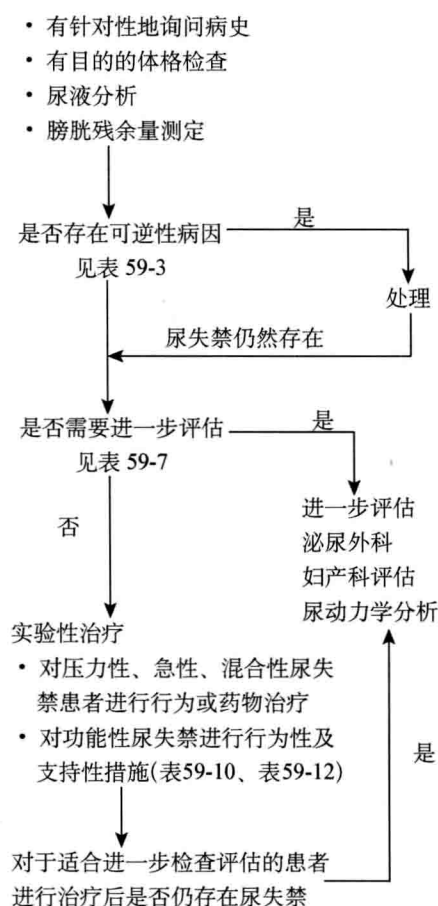 · 有针对性地询问病史
· 有目的的体格检查
· 尿液分析
· 膀胱残余量测定
是
是否存在可逆性病因
见表 59-3
处理
尿失禁仍然存在
是
是否需要进一步评估
见表 59-7
否
进一步评估
泌尿外科
妇产科评估
尿动力学分析
实验性治疗
· 对压力性、急性、混合性尿失
禁患者进行行为或药物治疗
· 对功能性尿失禁进行行为性及
支持性措施(表59-10、表59-12)
是
对于适合进一步检查评估的患者
进行治疗后是否仍存在尿失禁